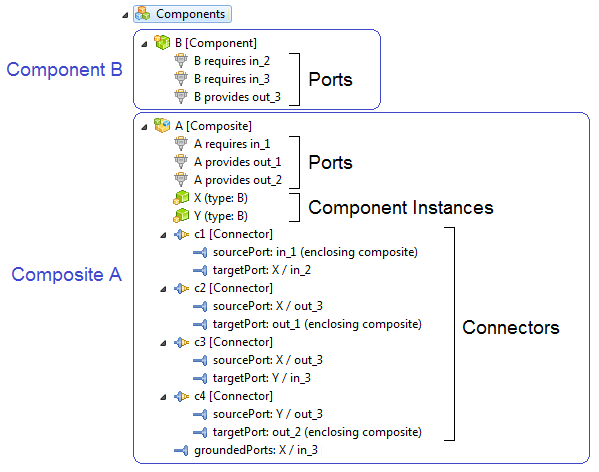 Components
Component B
B [Component]
B requires in_2
B requires in_3
B provides out_3
Ports
Composite A
A [Composite]
A requires in_1
A provides out_1
A provides out_2
Ports
X (type: B)
Y (type: B)
Component Instances
c1 [Connector]
sourcePort: in_1 (enclosing composite)
targetPort: X / in_2
c2 [Connector]
sourcePort: X / out_3
targetPort: out_1 (enclosing composite)
c3 [Connector]
sourcePort: X / out_3
targetPort: Y / in_3
c4 [Connector]
sourcePort: Y / out_3
targetPort: out_2 (enclosing composite)
Connectors
groundedPorts: X / in_3